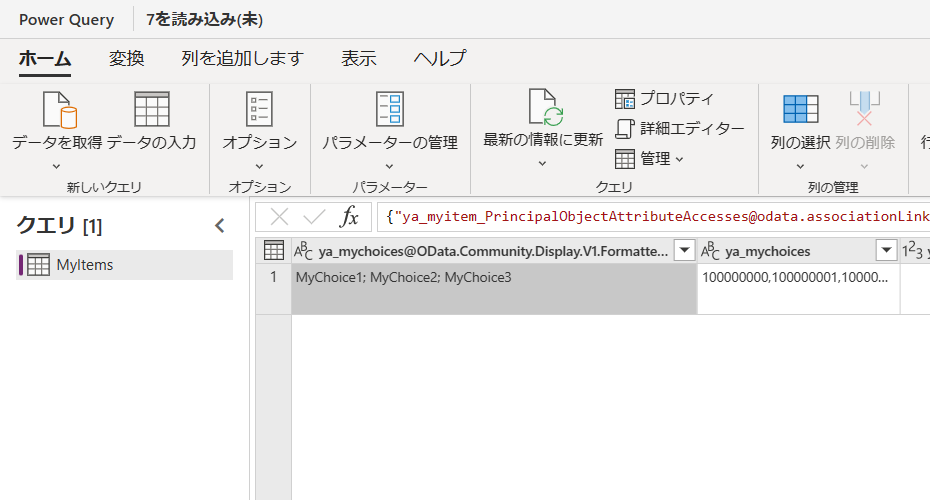 Power Query 7を読み込み(未)
ホーム 変換 列を追加します 表示 ヘルプ
データを取得 データの入力
新しいクエリ
オプション
オプション
パラメーターの管理
パラメーター
最新の情報に更新
プロパティ
詳細エディター
管理
クエリ
列の選択 列の削除
列の管理
行
クエリ [1]
MyItems
fx {"ya_myitem_PrincipalObjectAttributeAccesses@odata.associationLink
ABC ya_mychoices@OData.Community.Display.V1.Formatte... ABC ya_mychoices 123 y
1 MyChoice1; MyChoice2; MyChoice3 100000000,100000001,10000...